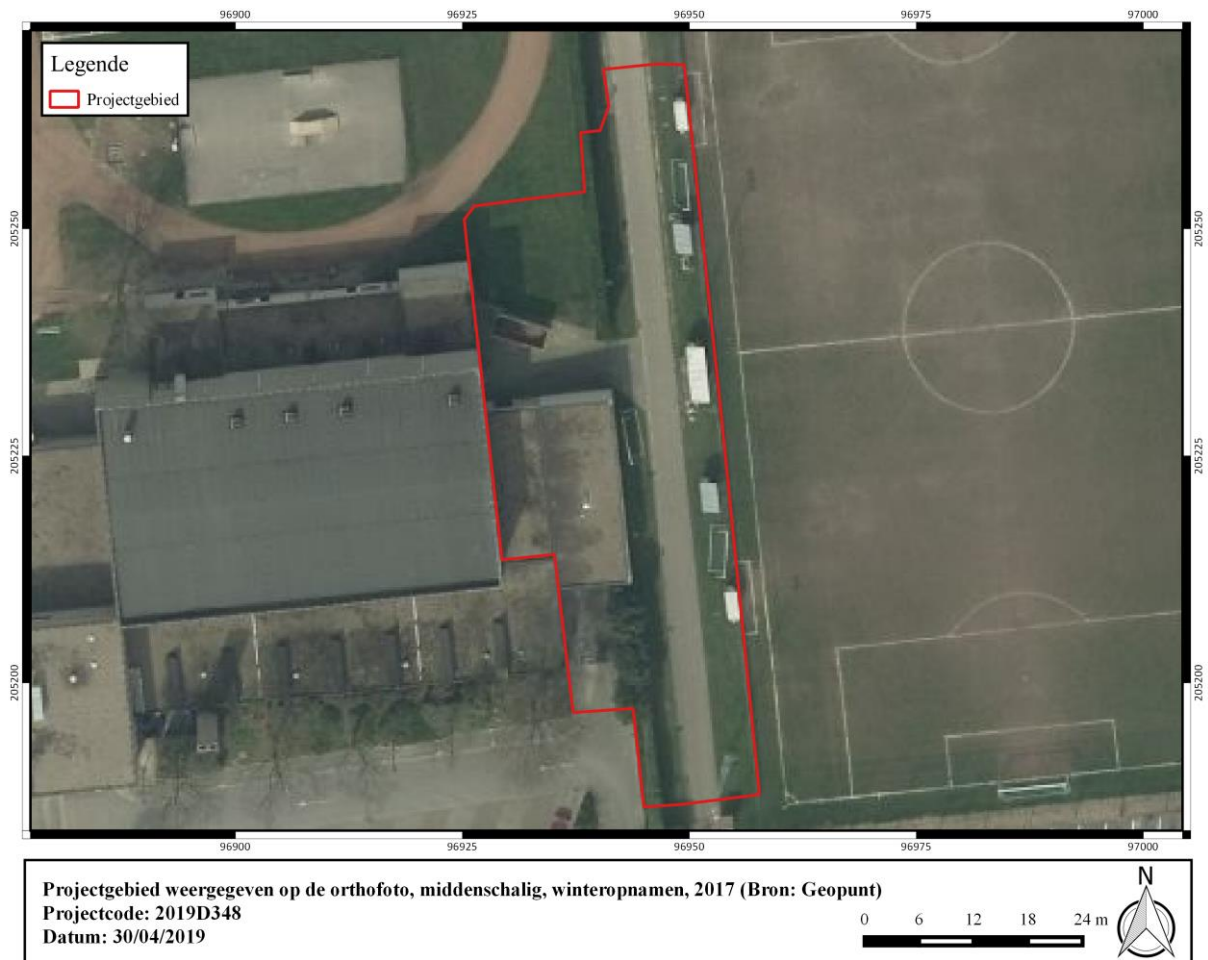 96900 96925 96950 96975 97000
Legende
Projectgebied
205250 205250
205225 205225
205200 205200
96900 96925 96950 96975 97000
Projectgebied weergegeven op de orthofoto, middenschalig, winteropnamen, 2017 (Bron: Geopunt)
Projectcode: 2019D348
Datum: 30/04/2019
0 6 12 18 24 m
N